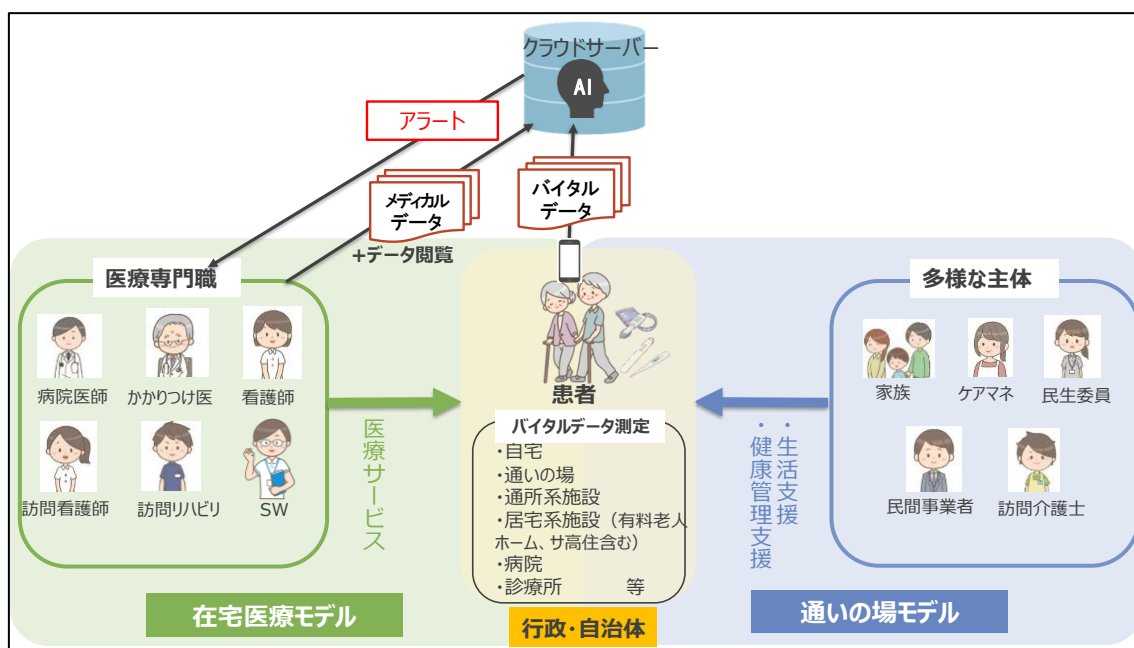 クラウドサーバー
AI
アラート
メディカル
データ
+データ閲覧
バイタル
データ
医療専門職
病院医師
かかりつけ医
看護師
訪問看護師
訪問リハビリ
SW
医療サービス
在宅医療モデル
患者
バイタルデータ測定
・自宅
・通いの場
・通所系施設
・居宅系施設（有料老人
ホーム、サ高住含む）
・病院
・診療所 等
行政・自治体
・生活支援
・健康管理支援
多様な主体
家族
ケアマネ
民生委員
民間事業者
訪問介護士
通いの場モデル